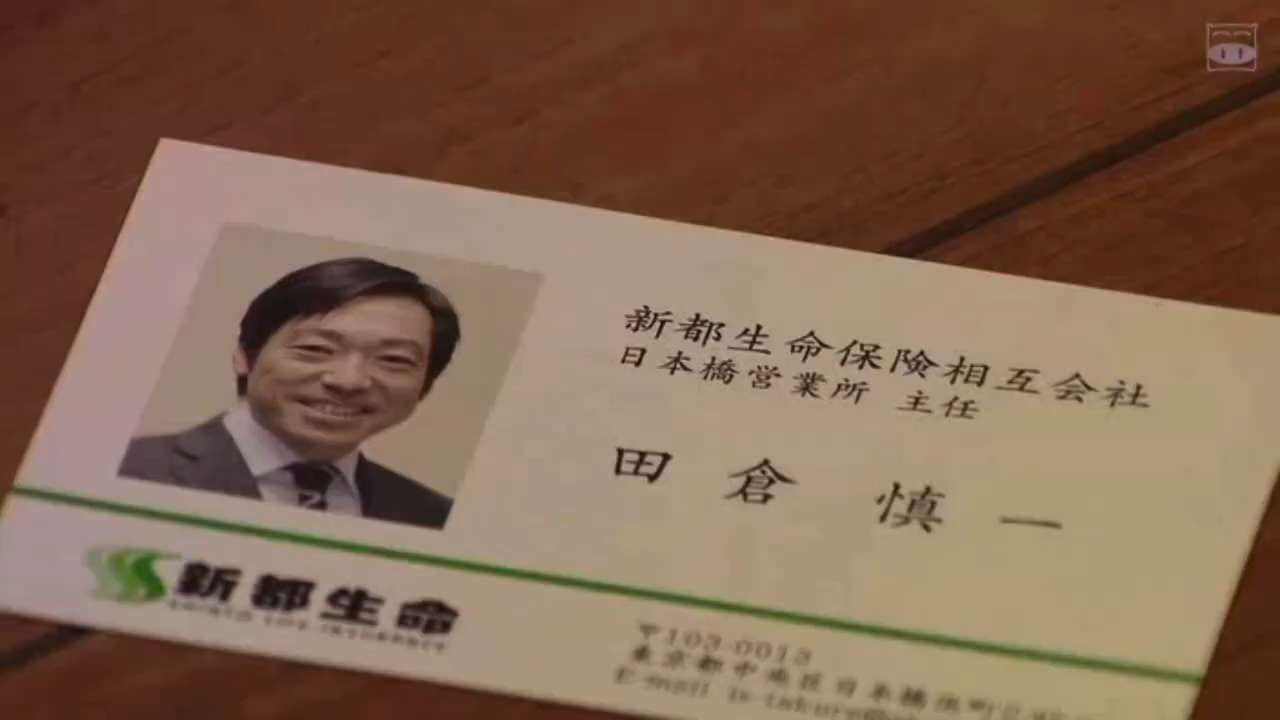 新都生命保険相互会社
日本橋営業所 主任
田倉 慎一
新都生命
〒103-0013
東京都中央区日本橋
E-mail